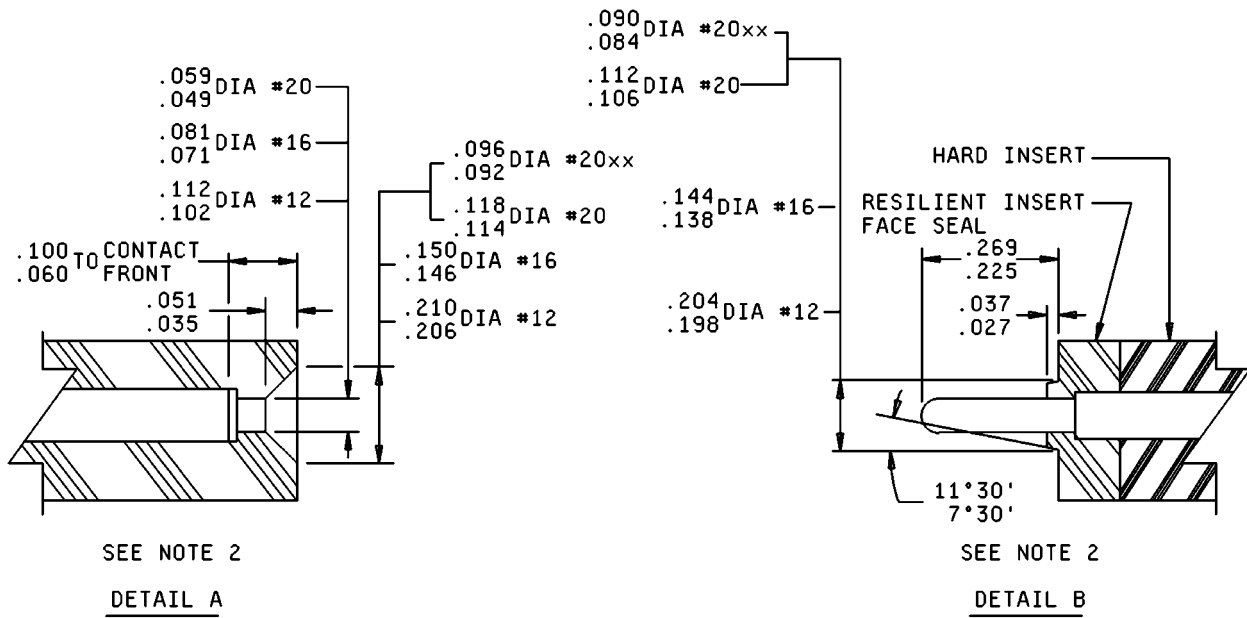 .059
.049 DIA #20
.081
.071 DIA #16
.112
.102 DIA #12
.100
.060 TO CONTACT
FRONT
.051
.035
.096
.092 DIA #20xx
.118
.114 DIA #20
.150
.146 DIA #16
.210
.206 DIA #12
SEE NOTE 2
DETAIL A
.090
.084 DIA #20xx
.112
.106 DIA #20
.144
.138 DIA #16
.204
.198 DIA #12
HARD INSERT
RESILIENT INSERT
FACE SEAL
.269
.225
.037
.027
11°30'
7°30'
SEE NOTE 2
DETAIL B